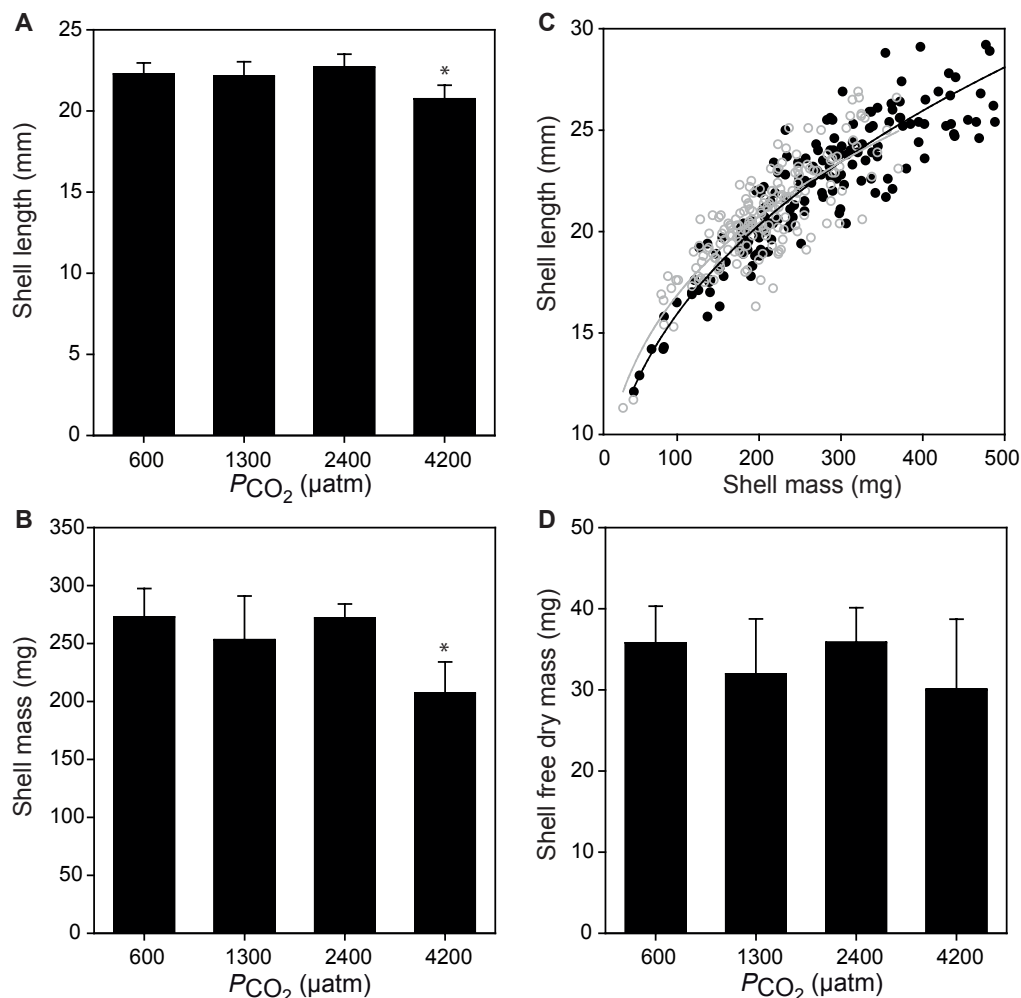 A
25
20
15
10
5
0
Shell length (mm)
*
600 1300 2400 4200
PCO2 (µatm)
C
30
25
20
15
10
Shell length (mm)
0 100 200 300 400 500
Shell mass (mg)
B
350
300
250
200
150
100
50
0
Shell mass (mg)
*
600 1300 2400 4200
PCO2 (µatm)
D
50
40
30
20
10
0
Shell free dry mass (mg)
600 1300 2400 4200
PCO2 (µatm)